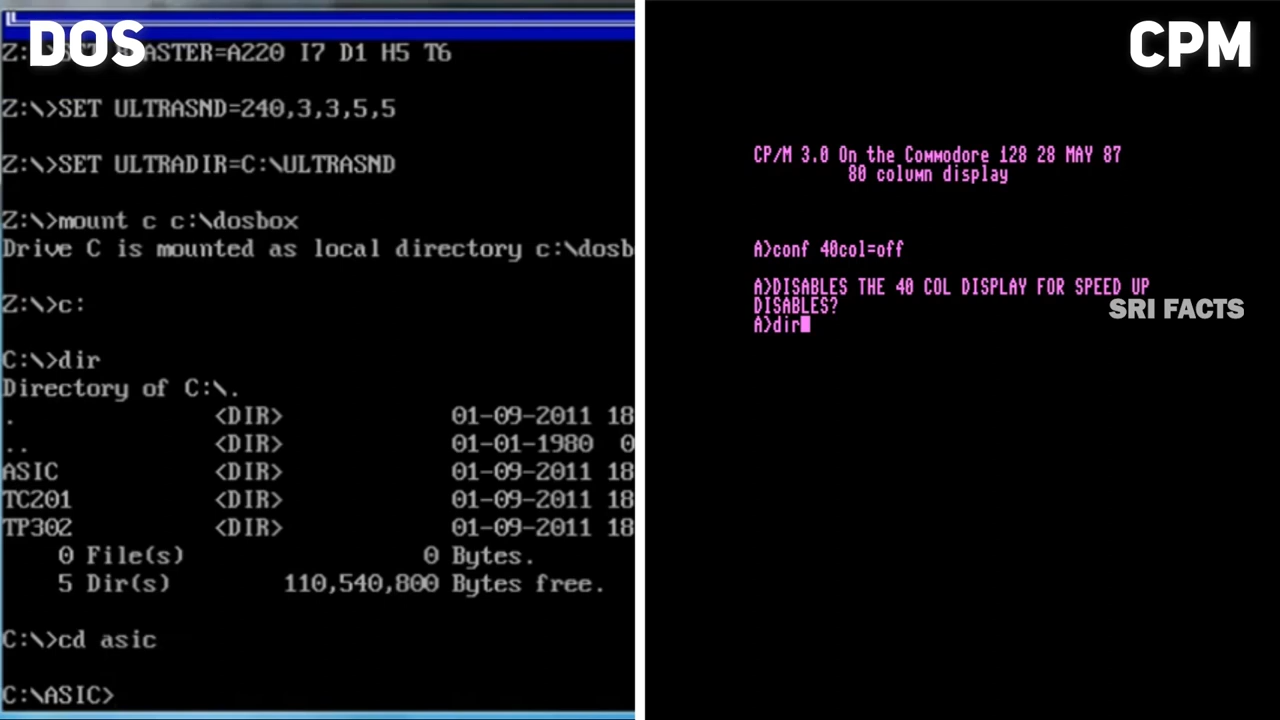 DOS
Z:\>SET BLASTER=A220 I7 D1 H5 T6
Z:\>SET ULTRASND=240,3,3,5,5
Z:\>SET ULTRADIR=C:\ULTRASND
Z:\>mount c c:\dosbox
Drive C is mounted as local directory c:\dosb
Z:\>c:
C:\>dir
Directory of C:\.
. <DIR> 01-09-2011 18
.. <DIR> 01-01-1980 0
ASIC <DIR> 01-09-2011 18
TC201 <DIR> 01-09-2011 18
TP302 <DIR> 01-09-2011 18
0 File(s) 0 Bytes.
5 Dir(s) 110,540,800 Bytes free.
C:\>cd asic
C:\ASIC>
CPM
CP/M 3.0 On the Commodore 128 28 MAY 87
80 column display
A>conf 40col=off
A>DISABLES THE 40 COL DISPLAY FOR SPEED UP
DISABLES?
A>dir
SRI FACTS